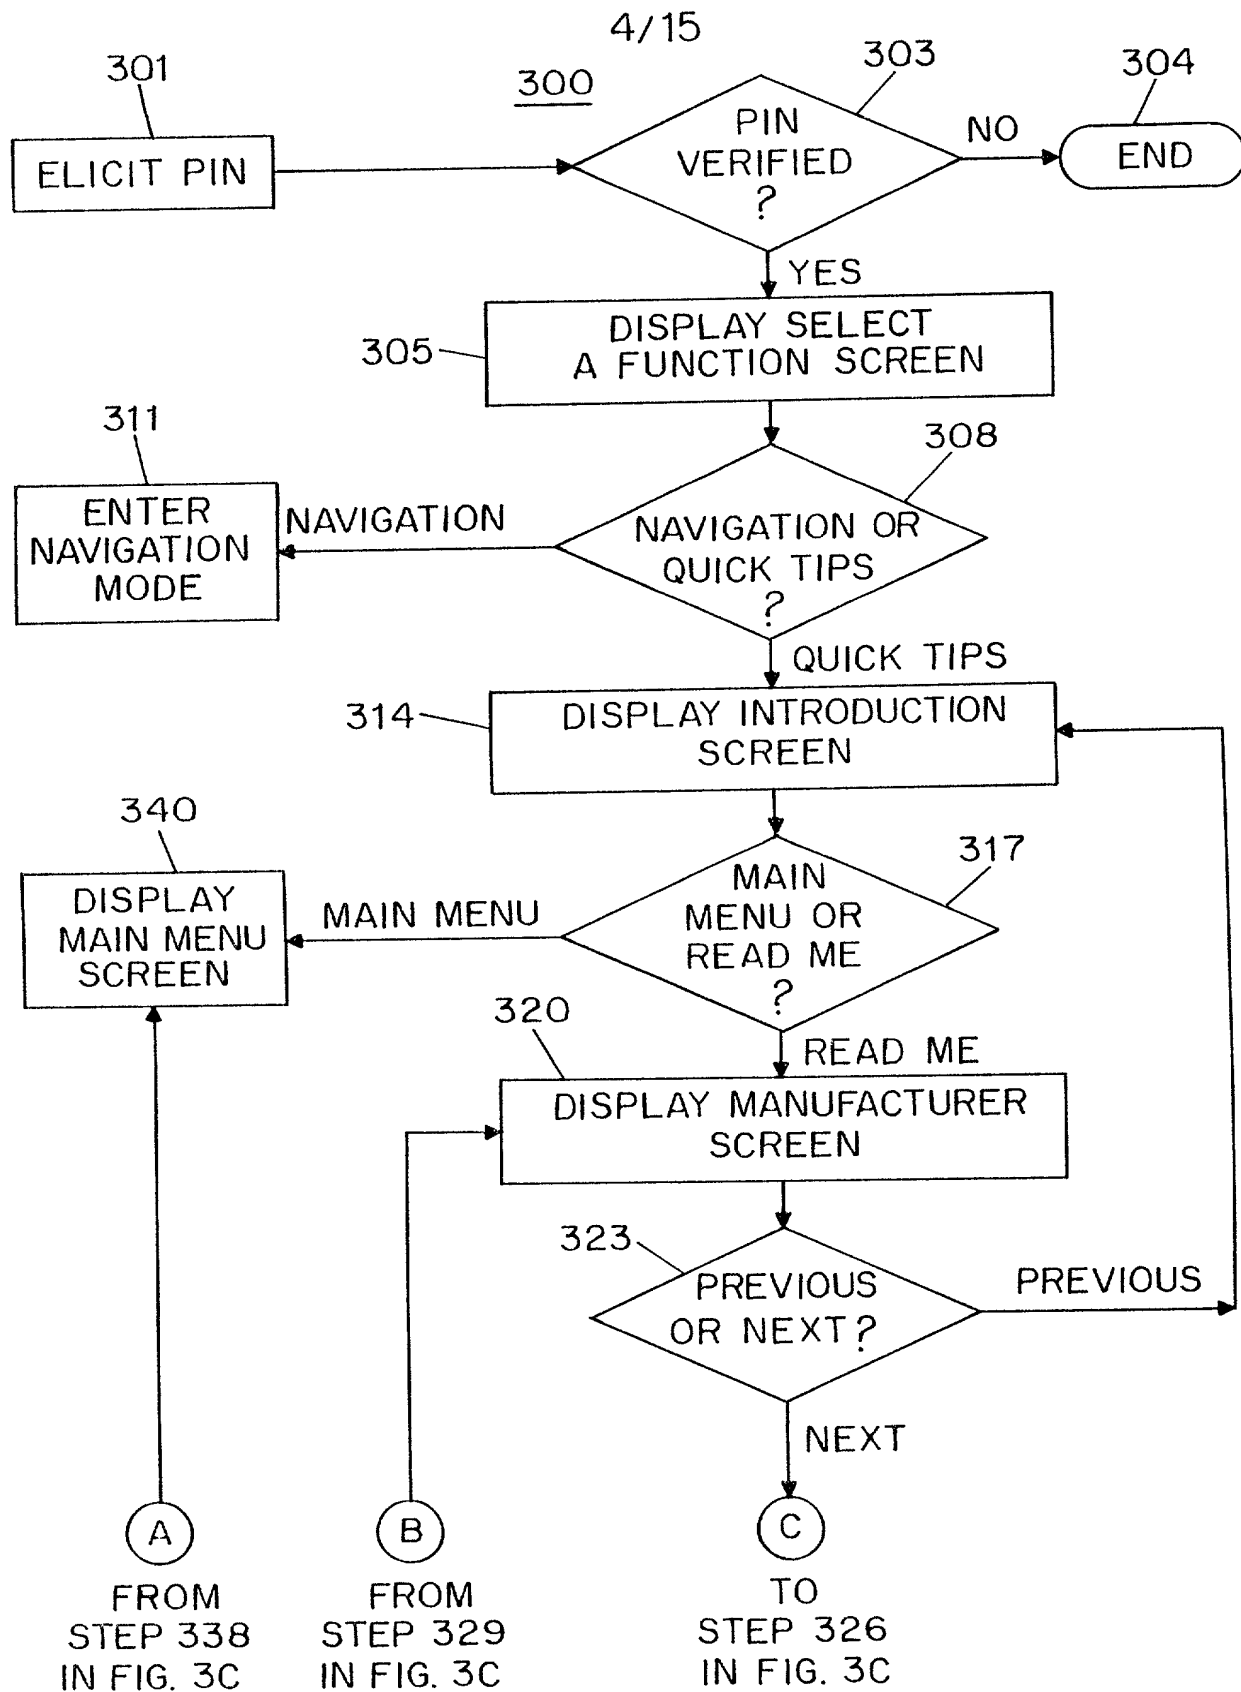 4/15
301
300
303
304
ELICIT PIN
PIN
VERIFIED
?
NO
END
YES
305
DISPLAY SELECT
A FUNCTION SCREEN
311
308
ENTER
NAVIGATION
MODE
NAVIGATION
NAVIGATION OR
QUICK TIPS
?
QUICK TIPS
314
DISPLAY INTRODUCTION
SCREEN
340
317
DISPLAY
MAIN MENU
SCREEN
MAIN MENU
MAIN
MENU OR
READ ME
?
320
READ ME
DISPLAY MANUFACTURER
SCREEN
323
PREVIOUS
OR NEXT?
PREVIOUS
NEXT
A
B
C
FROM
STEP 338
IN FIG. 3C
FROM
STEP 329
IN FIG. 3C
TO
STEP 326
IN FIG. 3C